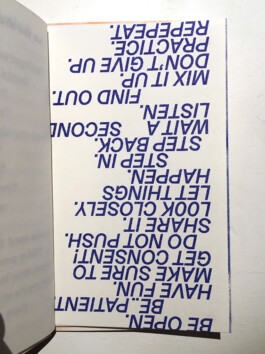 BE OPEN.
BE.. PATIENT.
HAVE FUN.
MAKE SURE TO
GET CONSENT!
DO NOT PUSH.
SHARE IT.
LOOK CLOSELY.
LET THINGS
HAPPEN.
STEP IN.
STEP BACK.
WAIT A SECOND
LISTEN.
FIND OUT.
MIX IT UP.
DON'T GIVE UP.
PRACTICE.
REPEPEAT.